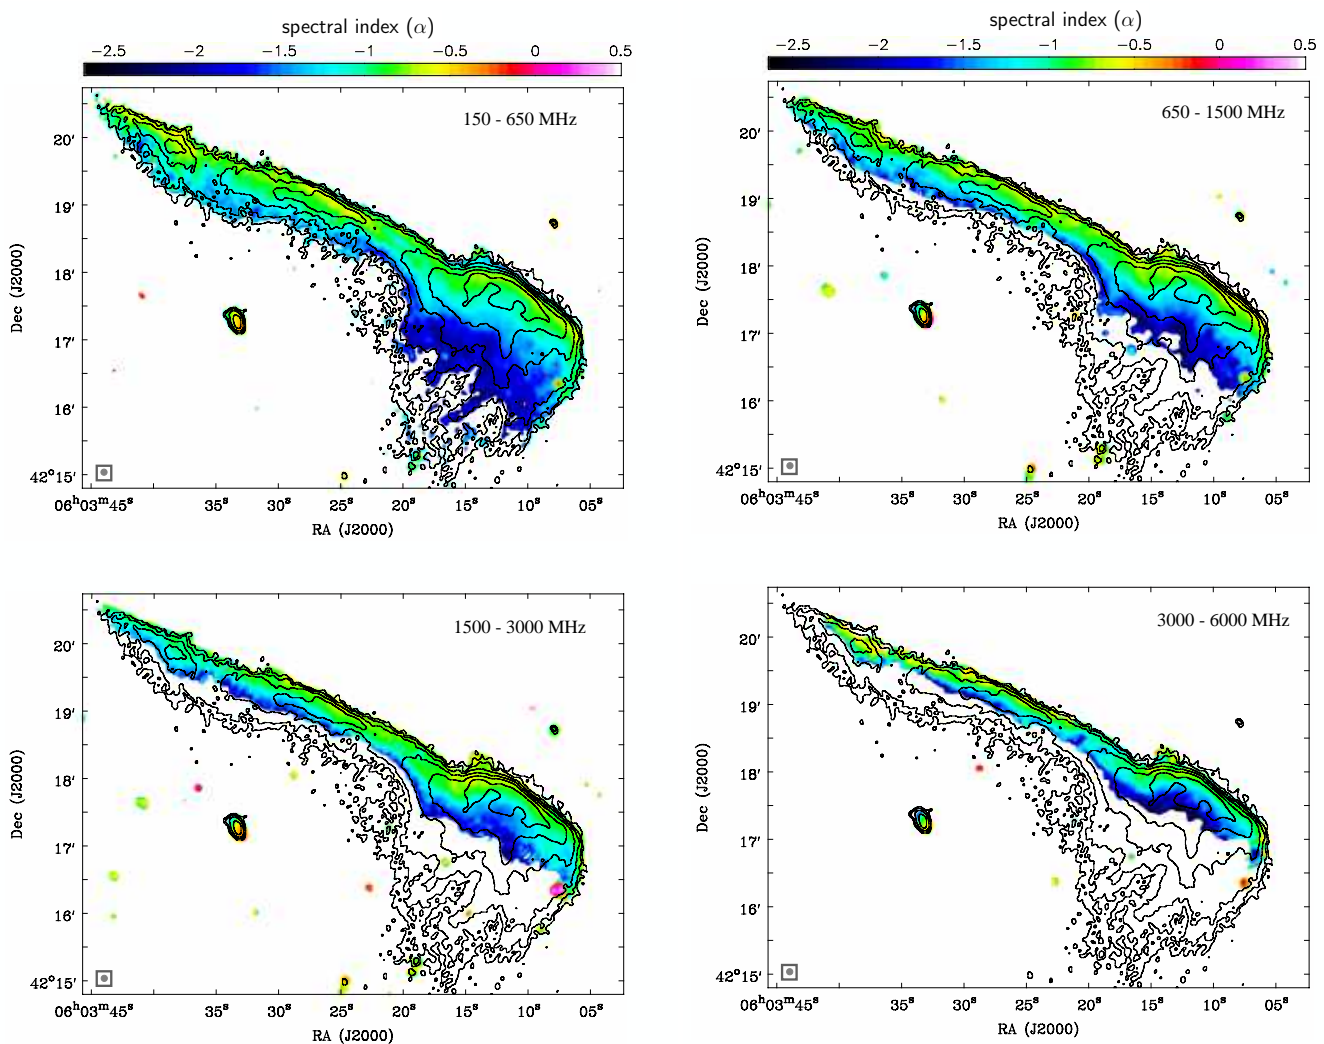 spectral index (α)
−2.5 −2 −1.5 −1 −0.5 0 0.5
150 - 650 MHz
20′
19′
18′
17′
16′
42°15′
Dec (J2000)
06ʰ03ᵐ45ˢ 35ˢ 30ˢ 25ˢ 20ˢ 15ˢ 10ˢ 05ˢ
RA (J2000)
spectral index (α)
−2.5 −2 −1.5 −1 −0.5 0 0.5
650 - 1500 MHz
20′
19′
18′
17′
16′
42°15′
Dec (J2000)
06ʰ03ᵐ45ˢ 35ˢ 30ˢ 25ˢ 20ˢ 15ˢ 10ˢ 05ˢ
RA (J2000)
1500 - 3000 MHz
20′
19′
18′
17′
16′
42°15′
Dec (J2000)
06ʰ03ᵐ45ˢ 35ˢ 30ˢ 25ˢ 20ˢ 15ˢ 10ˢ 05ˢ
RA (J2000)
3000 - 6000 MHz
20′
19′
18′
17′
16′
42°15′
Dec (J2000)
06ʰ03ᵐ45ˢ 35ˢ 30ˢ 25ˢ 20ˢ 15ˢ 10ˢ 05ˢ
RA (J2000)